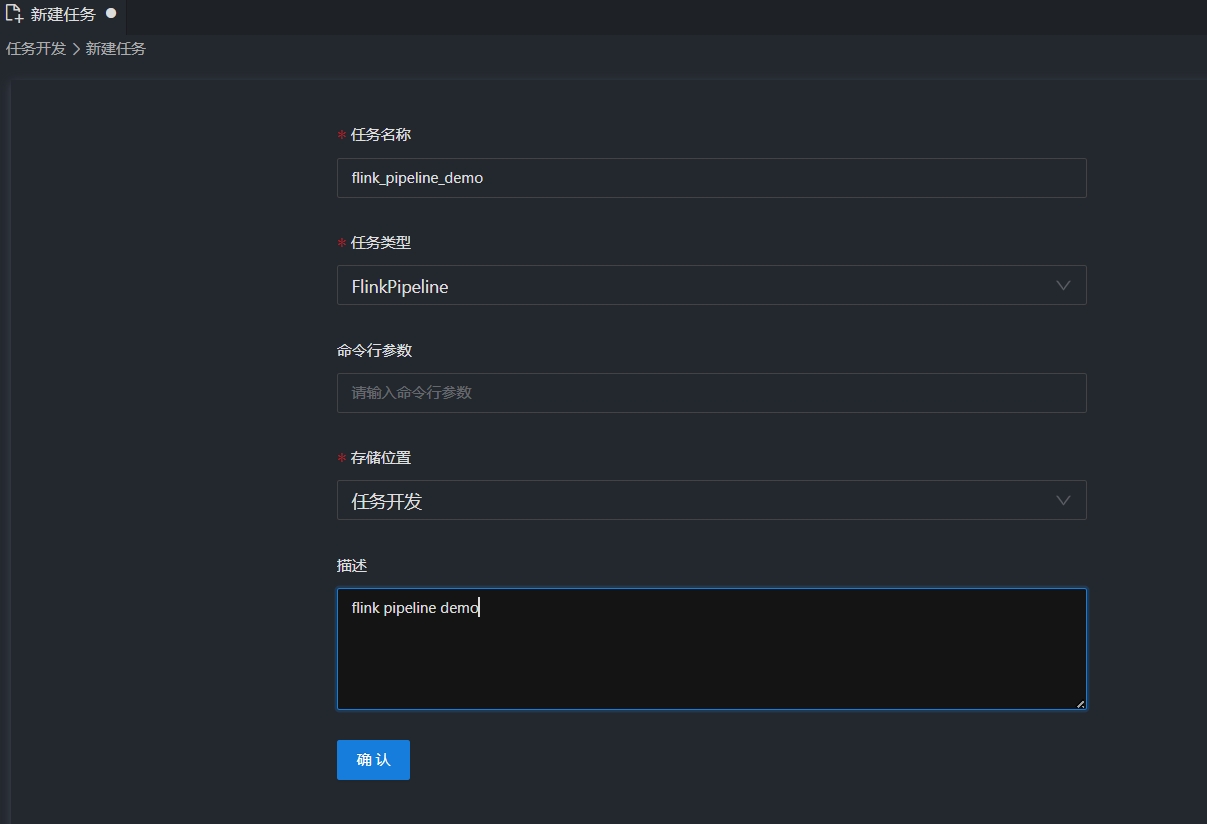 新建任务
任务开发 > 新建任务
* 任务名称
flink_pipeline_demo
* 任务类型
FlinkPipeline
命令行参数
请输入命令行参数
* 存储位置
任务开发
描述
flink pipeline demo
确 认